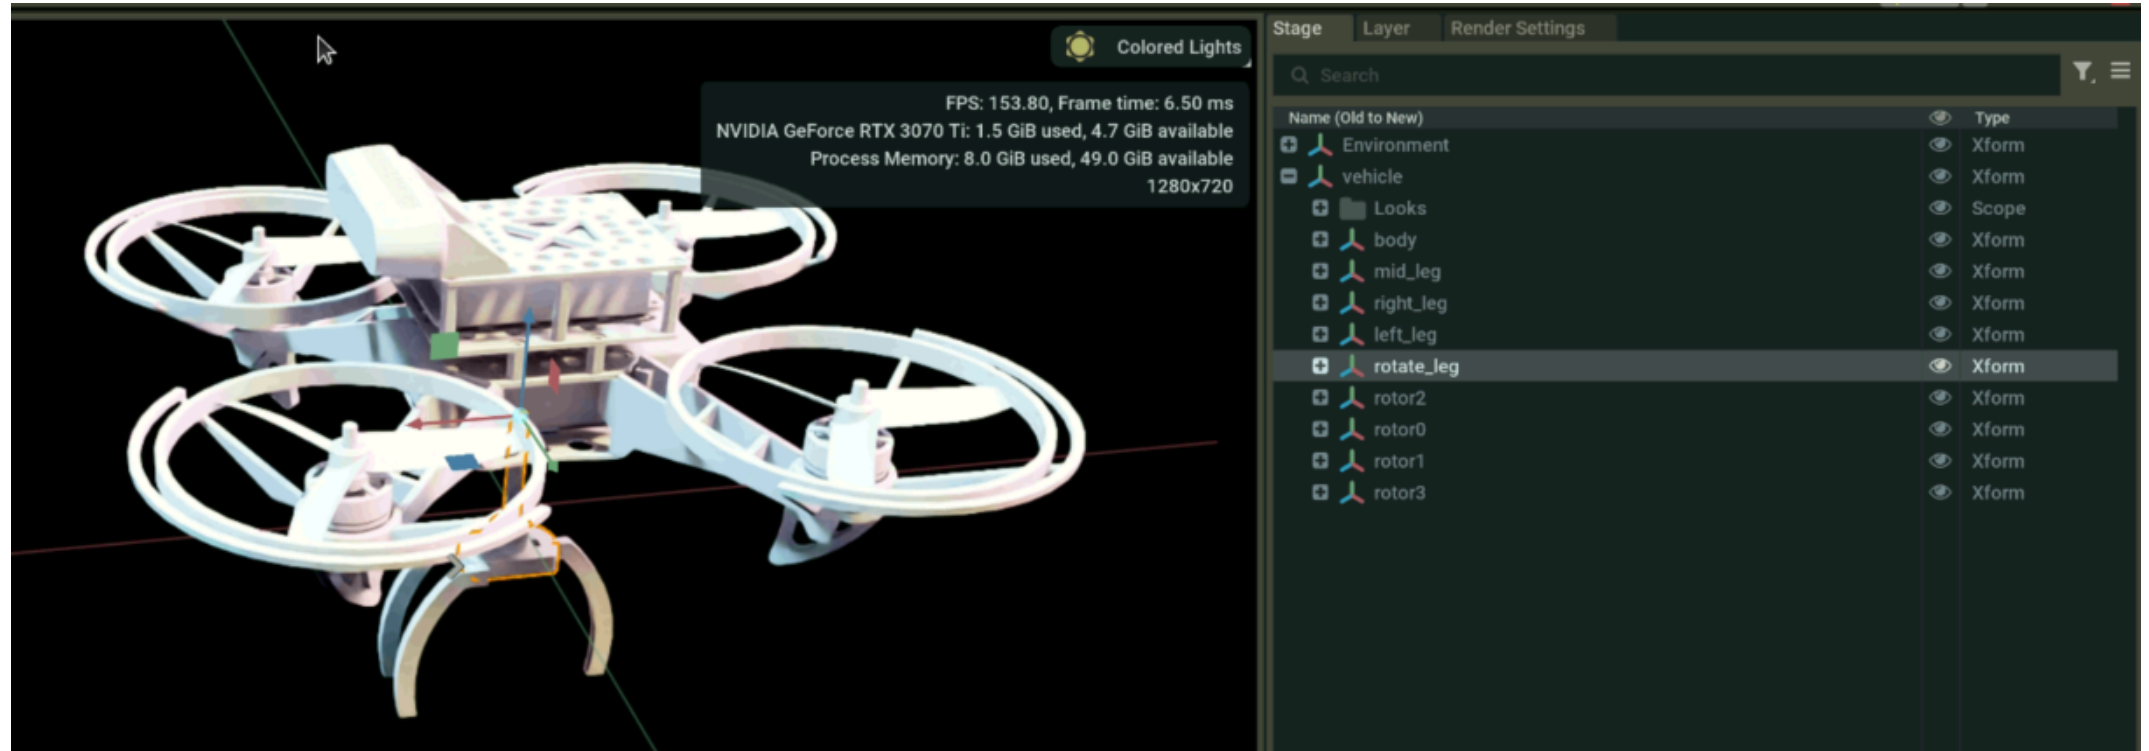 Colored Lights
FPS: 153.80, Frame time: 6.50 ms
NVIDIA GeForce RTX 3070 Ti: 1.5 GiB used, 4.7 GiB available
Process Memory: 8.0 GiB used, 49.0 GiB available
1280x720
Stage Layer Render Settings
Search
Name (Old to New) Type
Environment Xform
vehicle Xform
Looks Scope
body Xform
mid_leg Xform
right_leg Xform
left_leg Xform
rotate_leg Xform
rotor2 Xform
rotor0 Xform
rotor1 Xform
rotor3 Xform